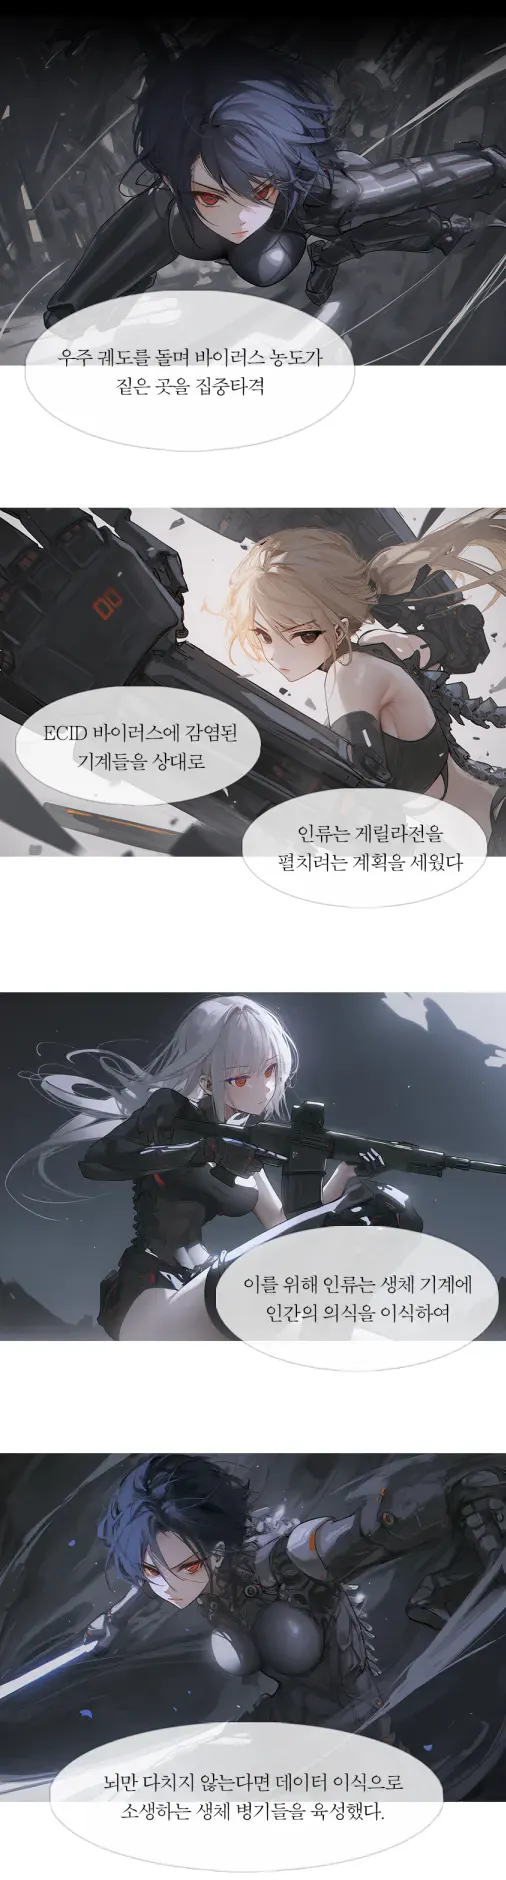 우주 궤도를 돌며 바이러스 농도가
짙은 곳을 집중타격
ECID 바이러스에 감염된
기계들을 상대로
인류는 게릴라전을
펼치려는 계획을 세웠다
이를 위해 인류는 생체 기계에
인간의 의식을 이식하여
뇌만 다치지 않는다면 데이터 이식으로
소생하는 생체 병기들을 육성했다.